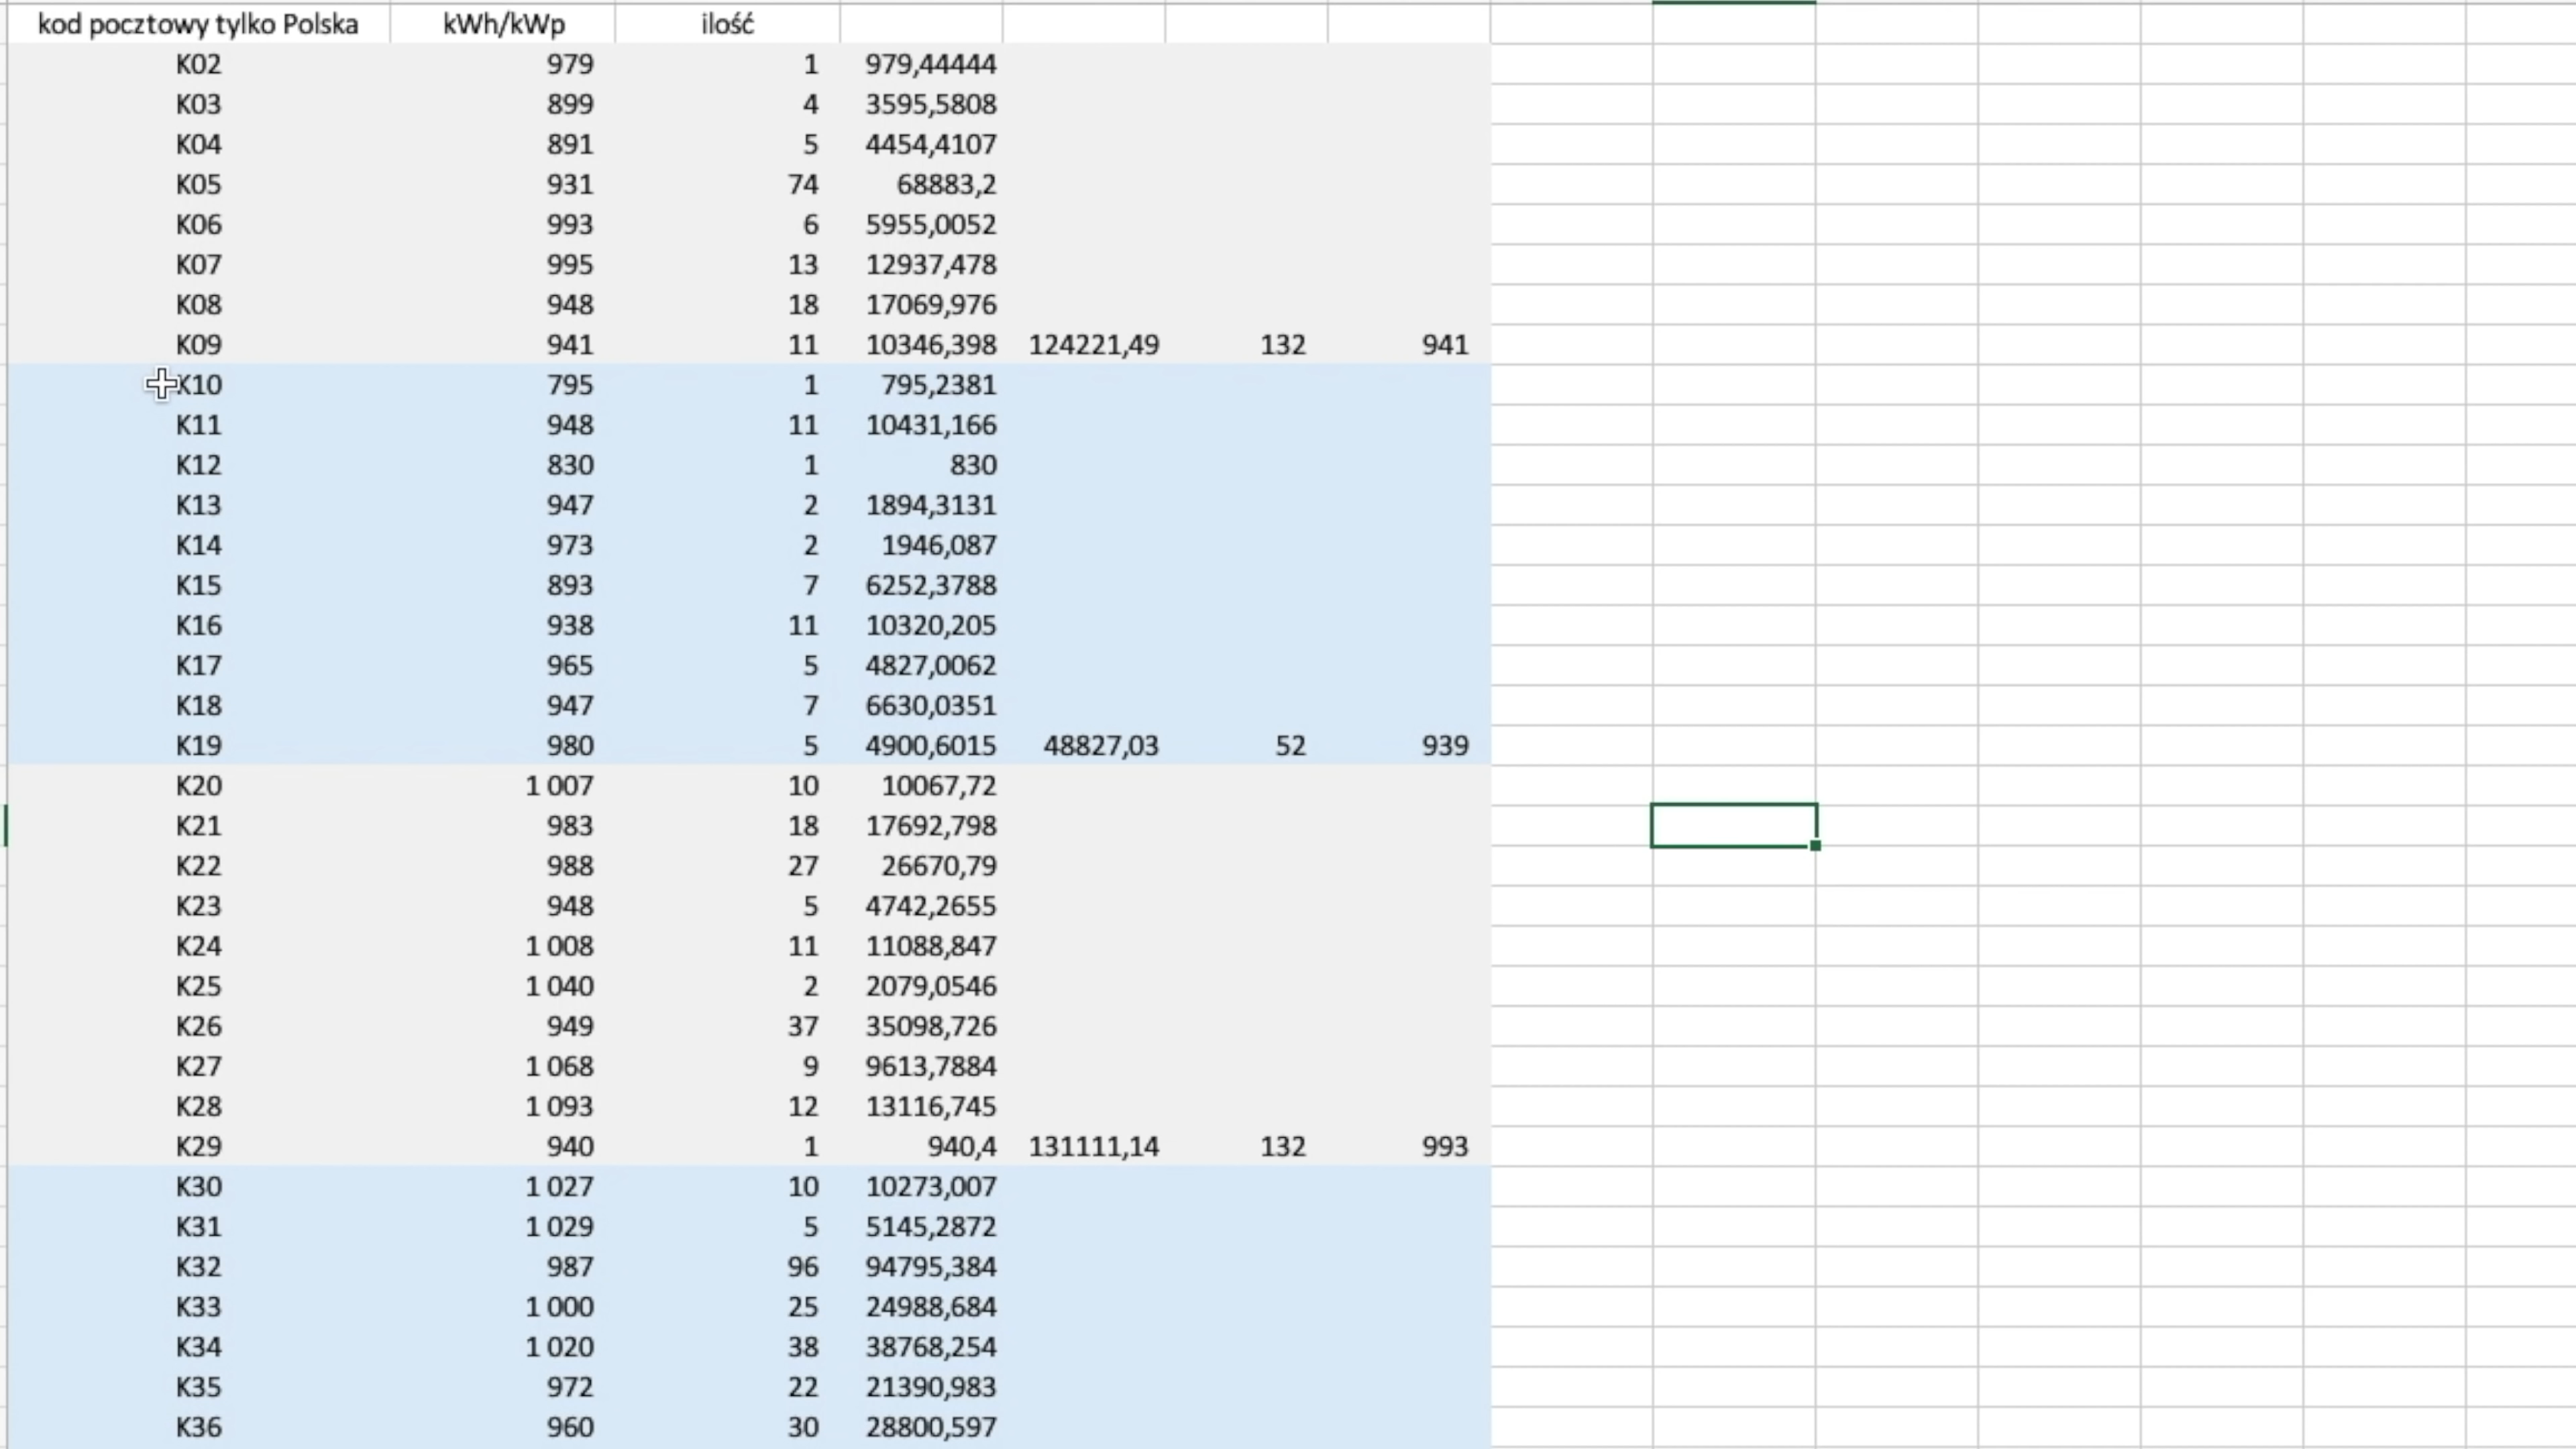 kod pocztowy tylko Polska kWh/kWp ilość
K02 979 1 979,44444
K03 899 4 3595,5808
K04 891 5 4454,4107
K05 931 74 68883,2
K06 993 6 5955,0052
K07 995 13 12937,478
K08 948 18 17069,976
K09 941 11 10346,398 124221,49 132 941
K10 795 1 795,2381
K11 948 11 10431,166
K12 830 1 830
K13 947 2 1894,3131
K14 973 2 1946,087
K15 893 7 6252,3788
K16 938 11 10320,205
K17 965 5 4827,0062
K18 947 7 6630,0351
K19 980 5 4900,6015 48827,03 52 939
K20 1 007 10 10067,72
K21 983 18 17692,798
K22 988 27 26670,79
K23 948 5 4742,2655
K24 1 008 11 11088,847
K25 1 040 2 2079,0546
K26 949 37 35098,726
K27 1 068 9 9613,7884
K28 1 093 12 13116,745
K29 940 1 940,4 131111,14 132 993
K30 1 027 10 10273,007
K31 1 029 5 5145,2872
K32 987 96 94795,384
K33 1 000 25 24988,684
K34 1 020 38 38768,254
K35 972 22 21390,983
K36 960 30 28800,597